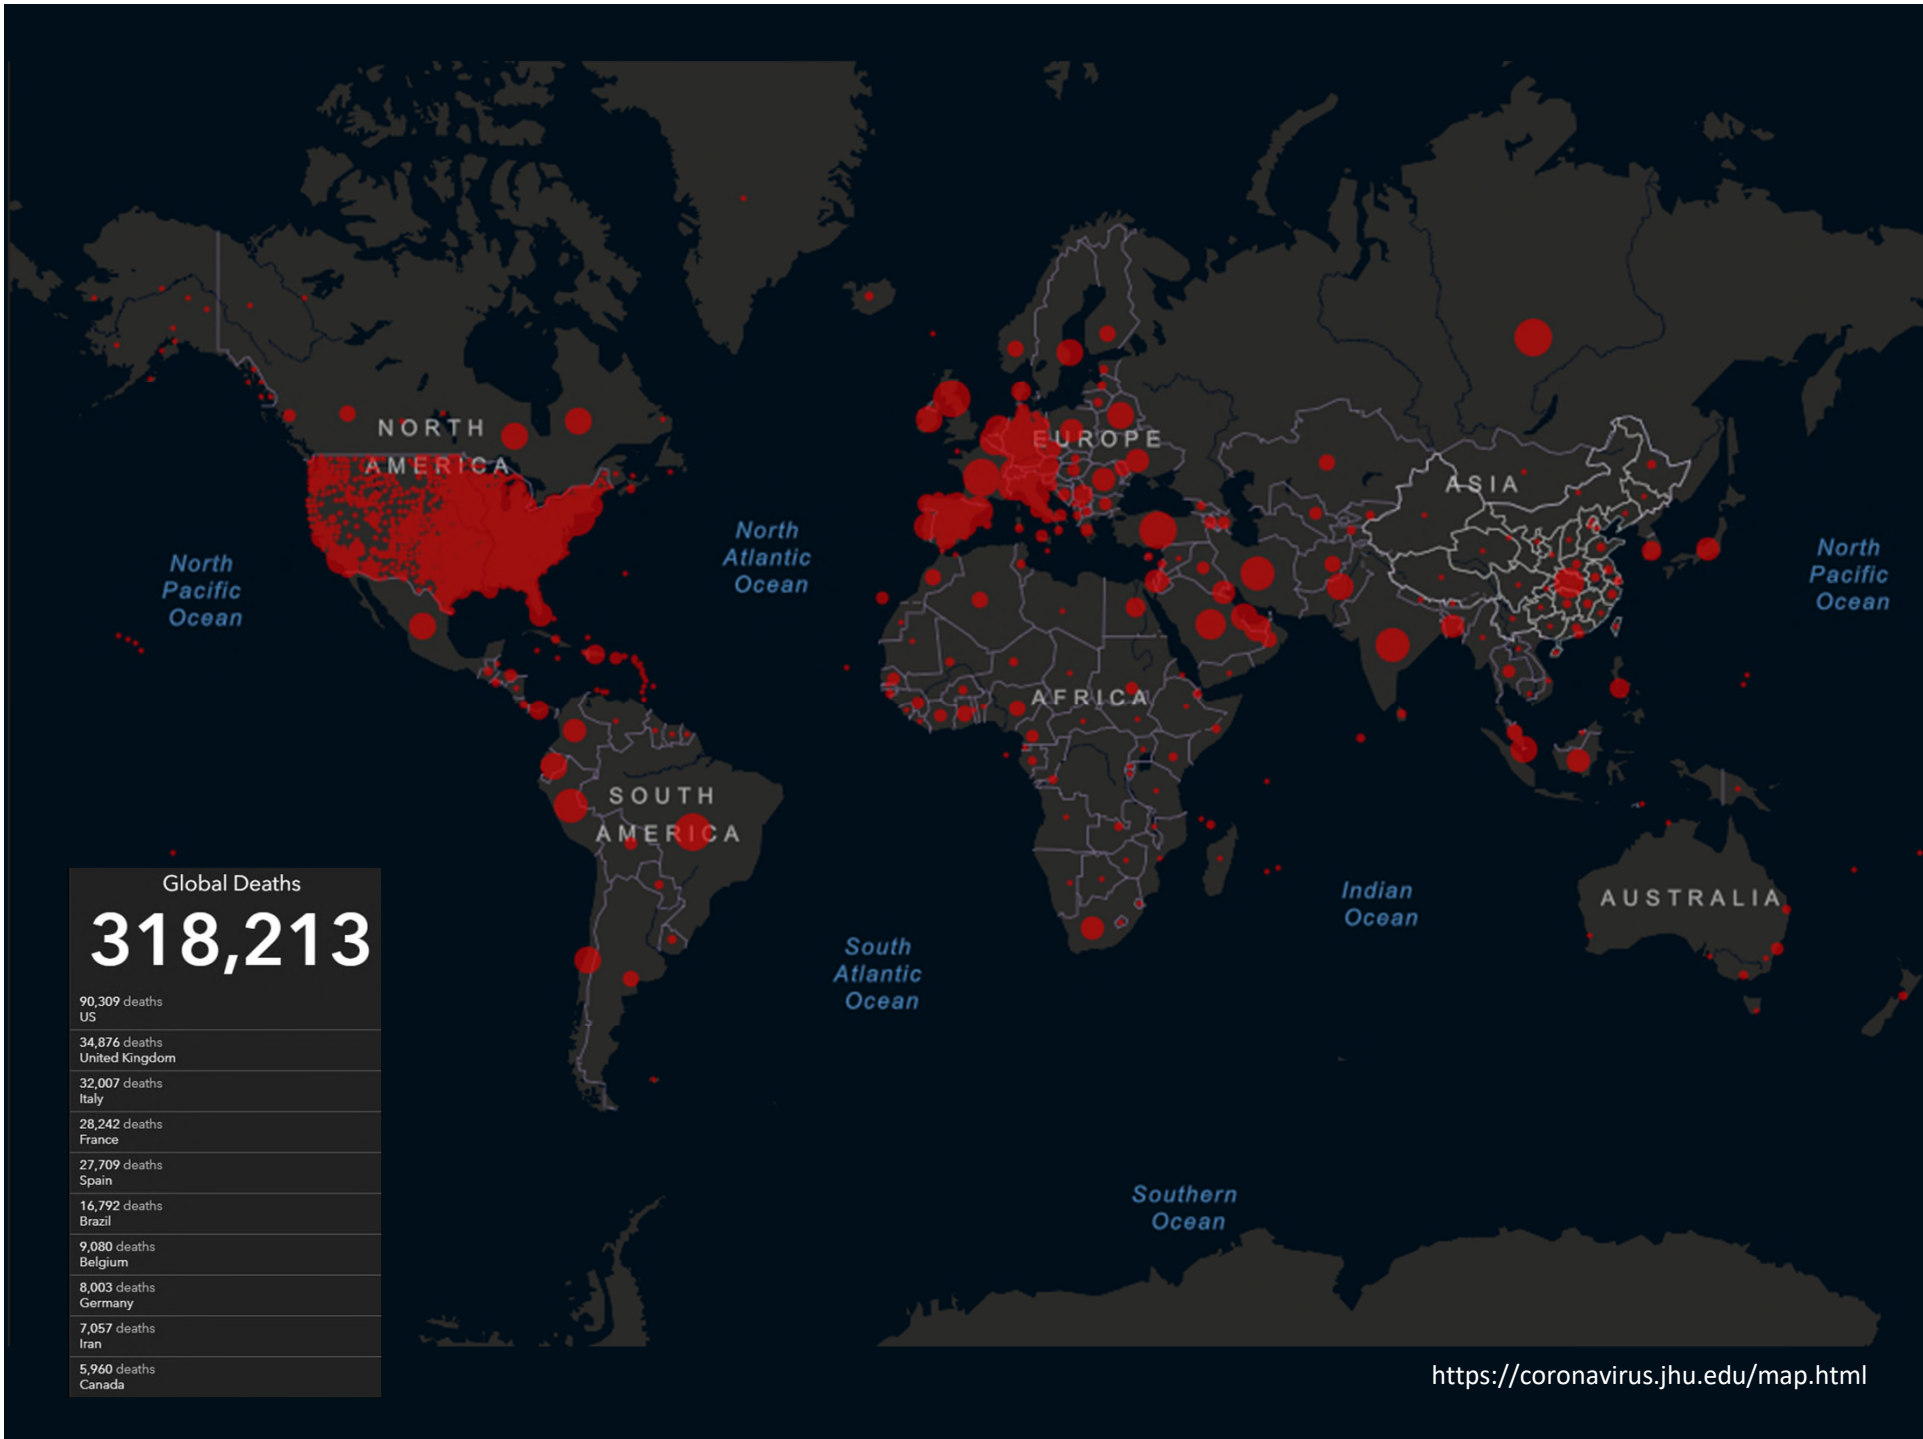 NORTH
AMERICA
EUROPE
ASIA
North
Pacific
Ocean
North
Atlantic
Ocean
North
Pacific
Ocean
AFRICA
SOUTH
AMERICA
Indian
Ocean
AUSTRALIA
South
Atlantic
Ocean
Southern
Ocean
Global Deaths
318,213
90,309 deaths
US
34,876 deaths
United Kingdom
32,007 deaths
Italy
28,242 deaths
France
27,709 deaths
Spain
16,792 deaths
Brazil
9,080 deaths
Belgium
8,003 deaths
Germany
7,057 deaths
Iran
5,960 deaths
Canada
https://coronavirus.jhu.edu/map.html